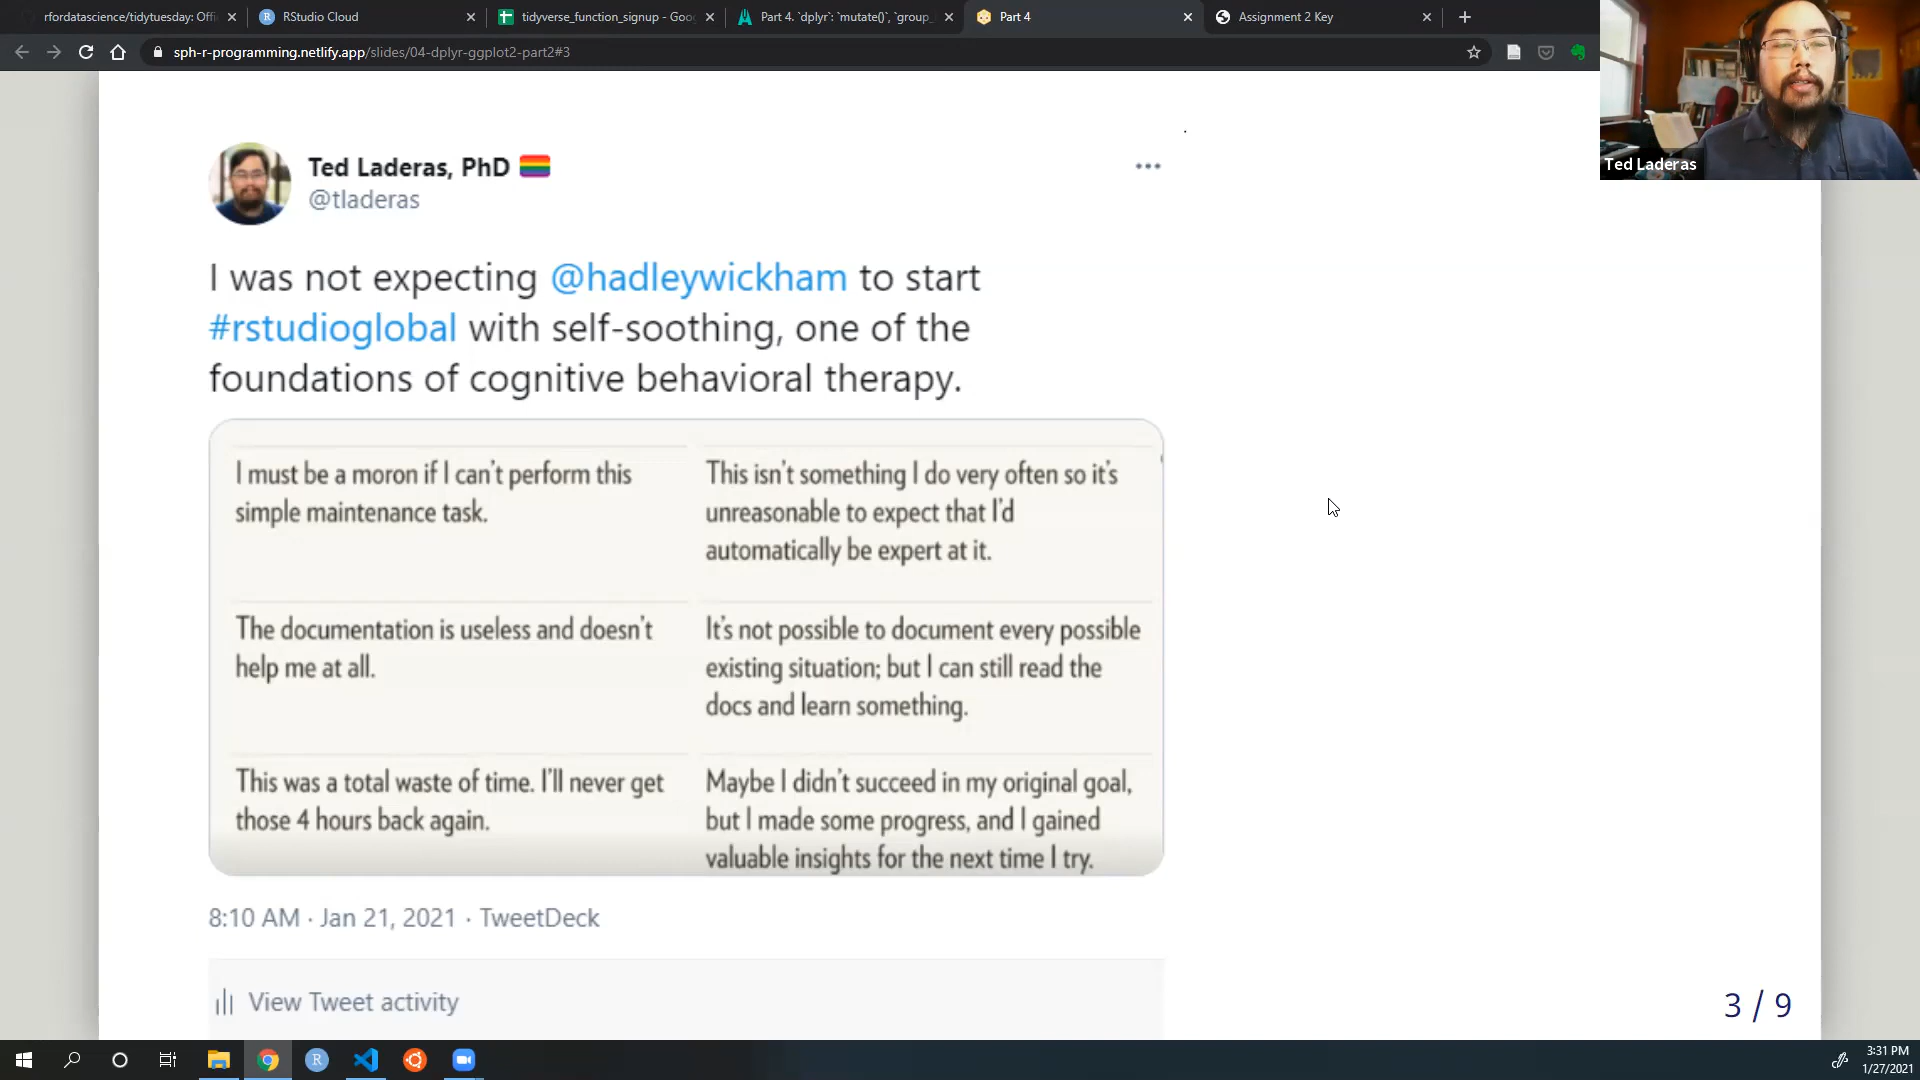 rfordatascience/tidytuesday: Offi
RStudio Cloud
tidyverse_function_signup - Goo
Part 4. `dplyr`: `mutate()`, `group_
Part 4
Assignment 2 Key
sph-r-programming.netlify.app/slides/04-dplyr-ggplot2-part2#3
Ted Laderas
Ted Laderas, PhD
@tladeras
I was not expecting @hadleywickham to start
#rstudioglobal with self-soothing, one of the
foundations of cognitive behavioral therapy.
I must be a moron if I can't perform this
simple maintenance task.
This isn't something I do very often so it's
unreasonable to expect that I'd
automatically be expert at it.
The documentation is useless and doesn't
help me at all.
It's not possible to document every possible
existing situation; but I can still read the
docs and learn something.
This was a total waste of time. I'll never get
those 4 hours back again.
Maybe I didn't succeed in my original goal,
but I made some progress, and I gained
valuable insights for the next time I try.
8:10 AM · Jan 21, 2021 · TweetDeck
View Tweet activity
3 / 9
3:31 PM
1/27/2021